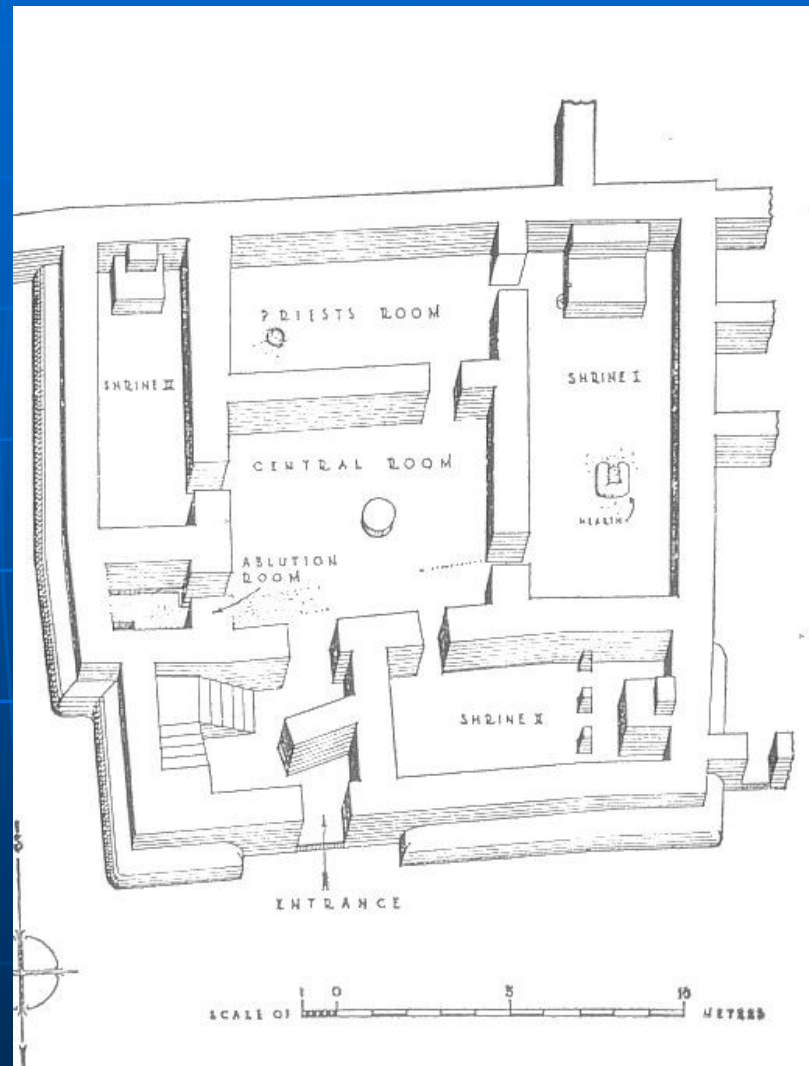 PRIESTS ROOM
SHRINE II
SHRINE I
CENTRAL ROOM
HEARTH
ABLUTION
ROOM
SHRINE X
ENTRANCE
1 0 5 10
SCALE OF METRES